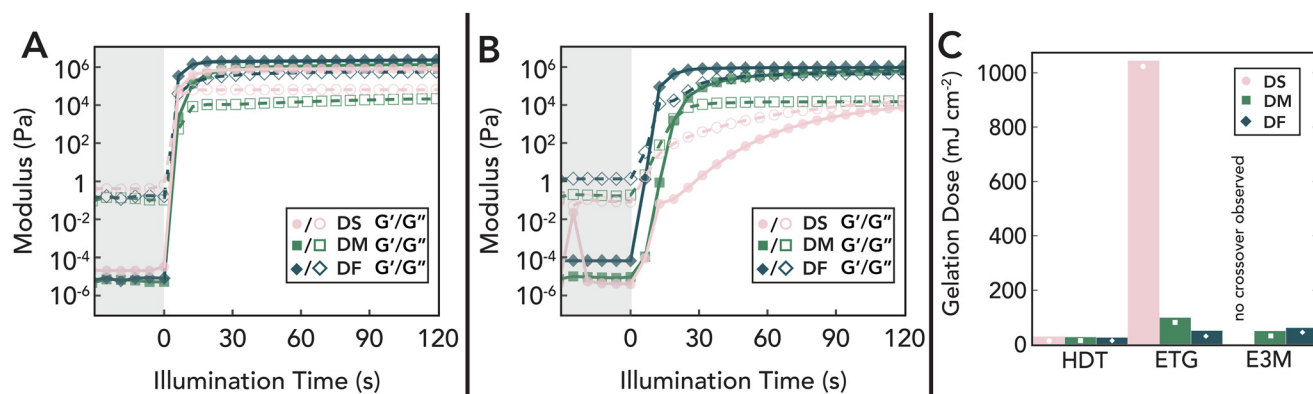 A
Modulus (Pa)
10⁶
10⁴
10²
1
10⁻²
10⁻⁴
10⁻⁶
/ DS G′/G″
/ DM G′/G″
/ DF G′/G″
0 30 60 90 120
Illumination Time (s)
B
Modulus (Pa)
10⁶
10⁴
10²
1
10⁻²
10⁻⁴
10⁻⁶
/ DS G′/G″
/ DM G′/G″
/ DF G′/G″
0 30 60 90 120
Illumination Time (s)
C
Gelation Dose (mJ cm⁻²)
1000
800
600
400
200
0
DS
DM
DF
no crossover observed
HDT ETG E3M